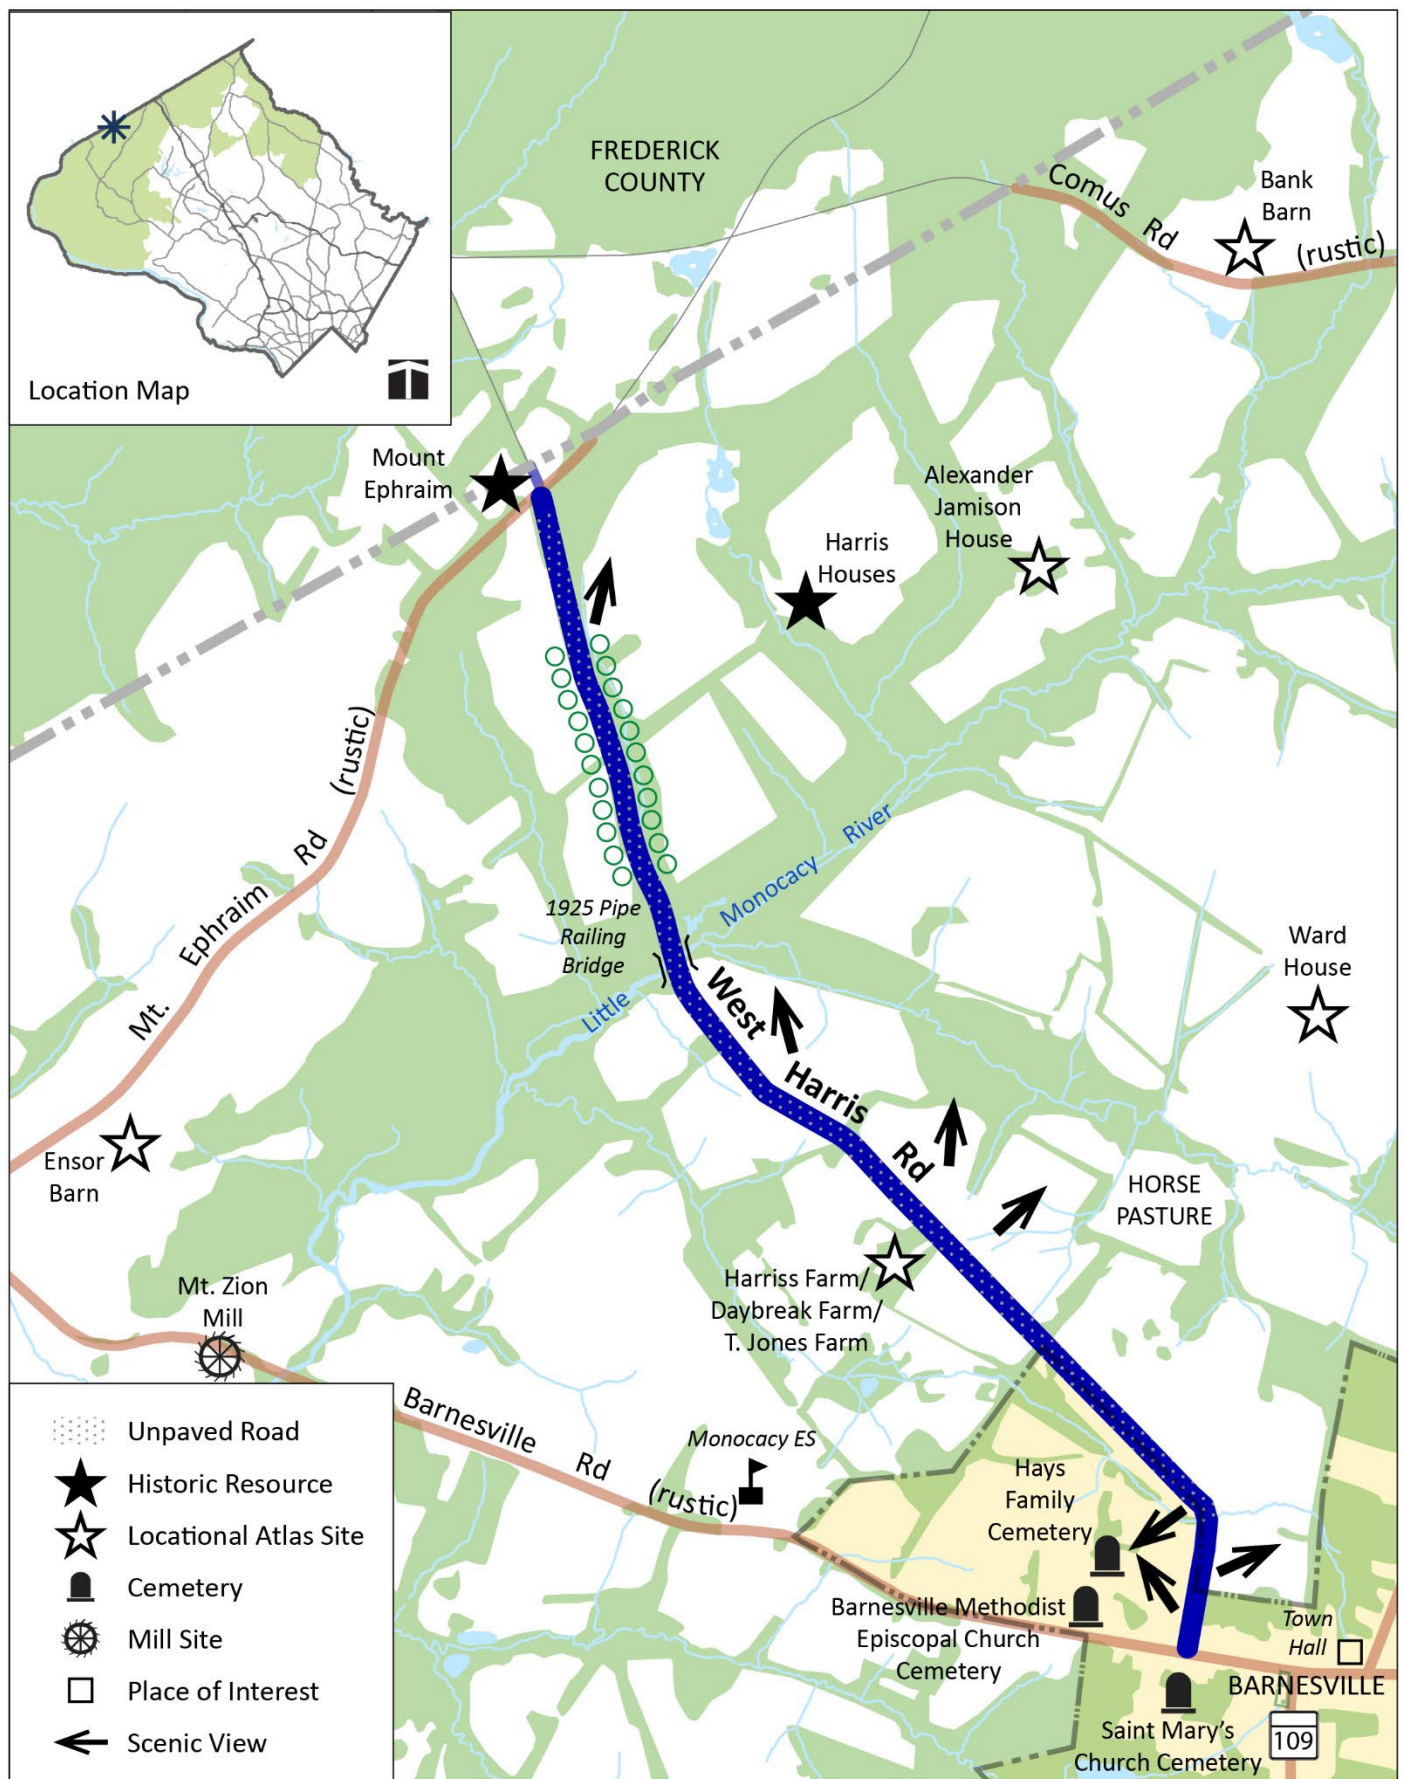 Location Map
FREDERICK
COUNTY
Comus Rd (rustic)
Bank
Barn
Mount
Ephraim
Alexander
Jamison
House
Harris
Houses
Mt. Ephraim Rd (rustic)
1925 Pipe
Railing
Bridge
Little Monocacy River
West Harris Rd
Ward
House
Ensor
Barn
HORSE
PASTURE
Mt. Zion
Mill
Harriss Farm/
Daybreak Farm/
T. Jones Farm
Barnesville Rd (rustic)
Monocacy ES
Hays
Family
Cemetery
Barnesville Methodist
Episcopal Church
Cemetery
Town
Hall
BARNESVILLE
109
Saint Mary's
Church Cemetery
Unpaved Road
Historic Resource
Locational Atlas Site
Cemetery
Mill Site
Place of Interest
Scenic View